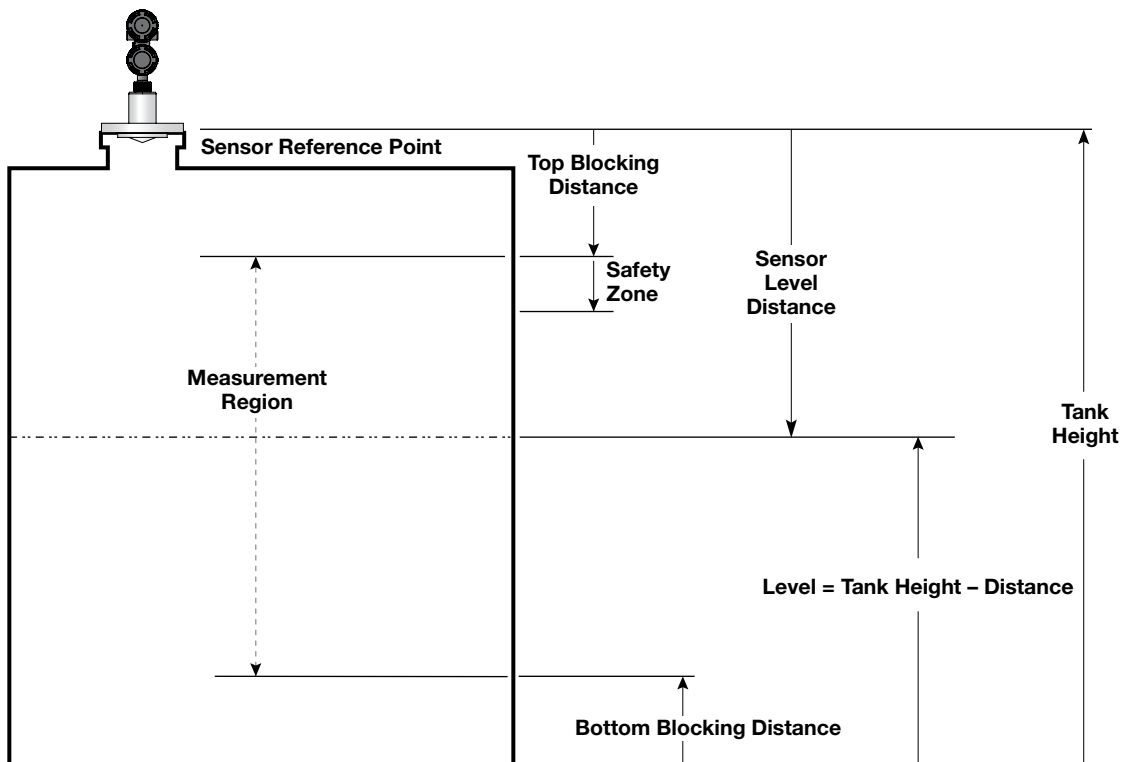 Sensor Reference Point
Top Blocking
Distance
Safety
Zone
Sensor
Level
Distance
Measurement
Region
Tank
Height
Level = Tank Height – Distance
Bottom Blocking Distance